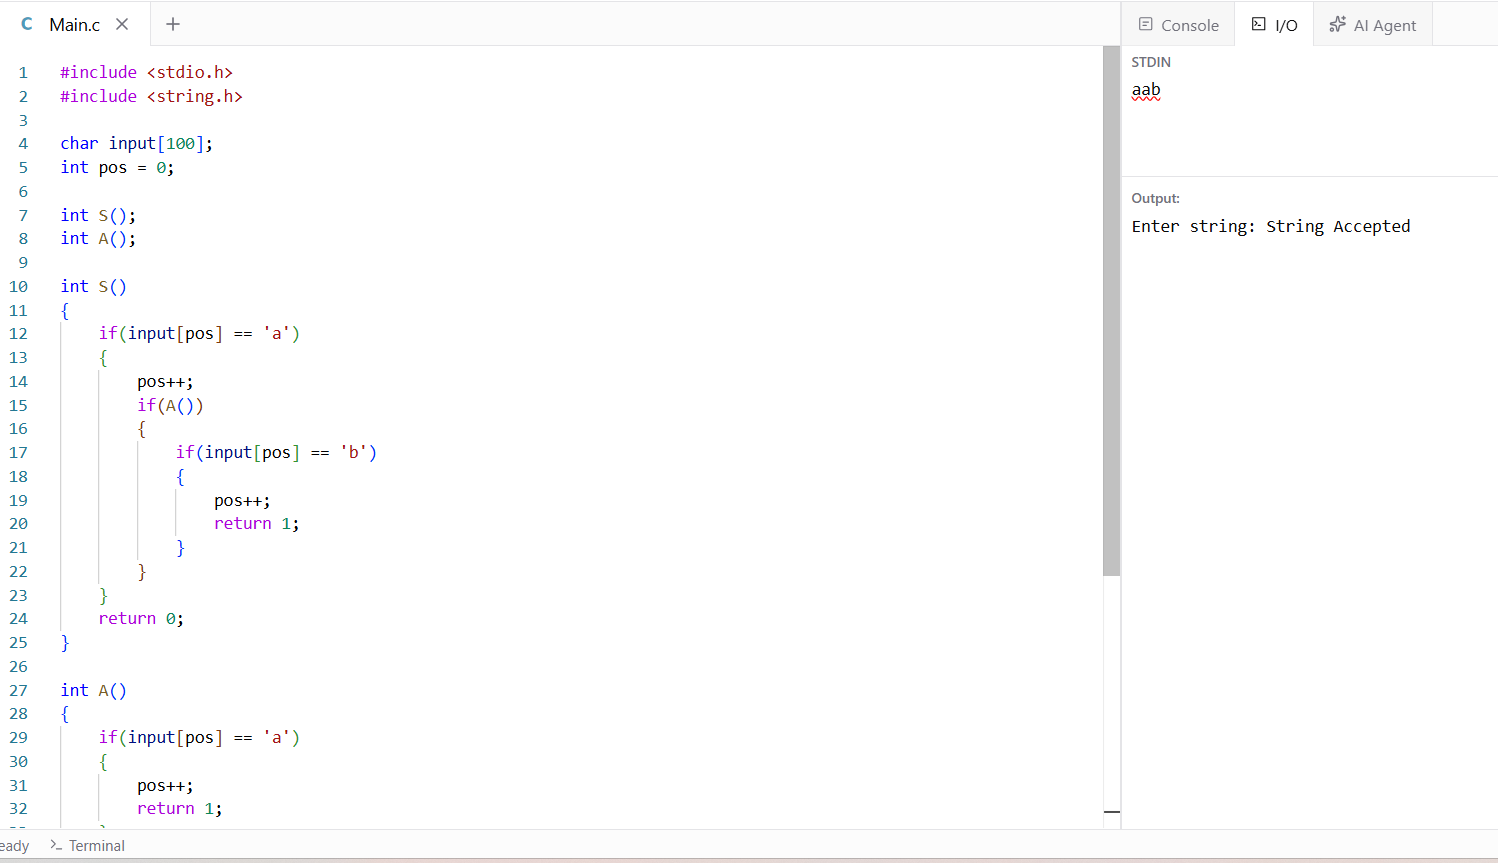 C Main.c
Console I/O AI Agent
1 #include <stdio.h>
2 #include <string.h>
3
4 char input[100];
5 int pos = 0;
6
7 int S();
8 int A();
9
10 int S()
11 {
12     if(input[pos] == 'a')
13     {
14         pos++;
15         if(A())
16         {
17             if(input[pos] == 'b')
18             {
19                 pos++;
20                 return 1;
21             }
22         }
23     }
24     return 0;
25 }
26
27 int A()
28 {
29     if(input[pos] == 'a')
30     {
31         pos++;
32         return 1;
STDIN
aab
Output:
Enter string: String Accepted
eady Terminal